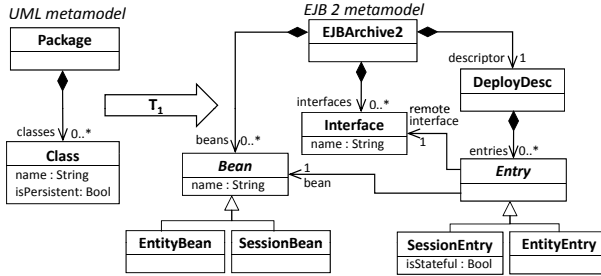 UML metamodel
EJB 2 metamodel
Package
EJBArchive2
descriptor
1
DeployDesc
T1
interfaces
0..*
remote
interface
1
classes
0..*
beans
0..*
Interface
name : String
entries
0..*
Class
name : String
isPersistent: Bool
Bean
name : String
1
bean
Entry
EntityBean
SessionBean
SessionEntry
isStateful : Bool
EntityEntry